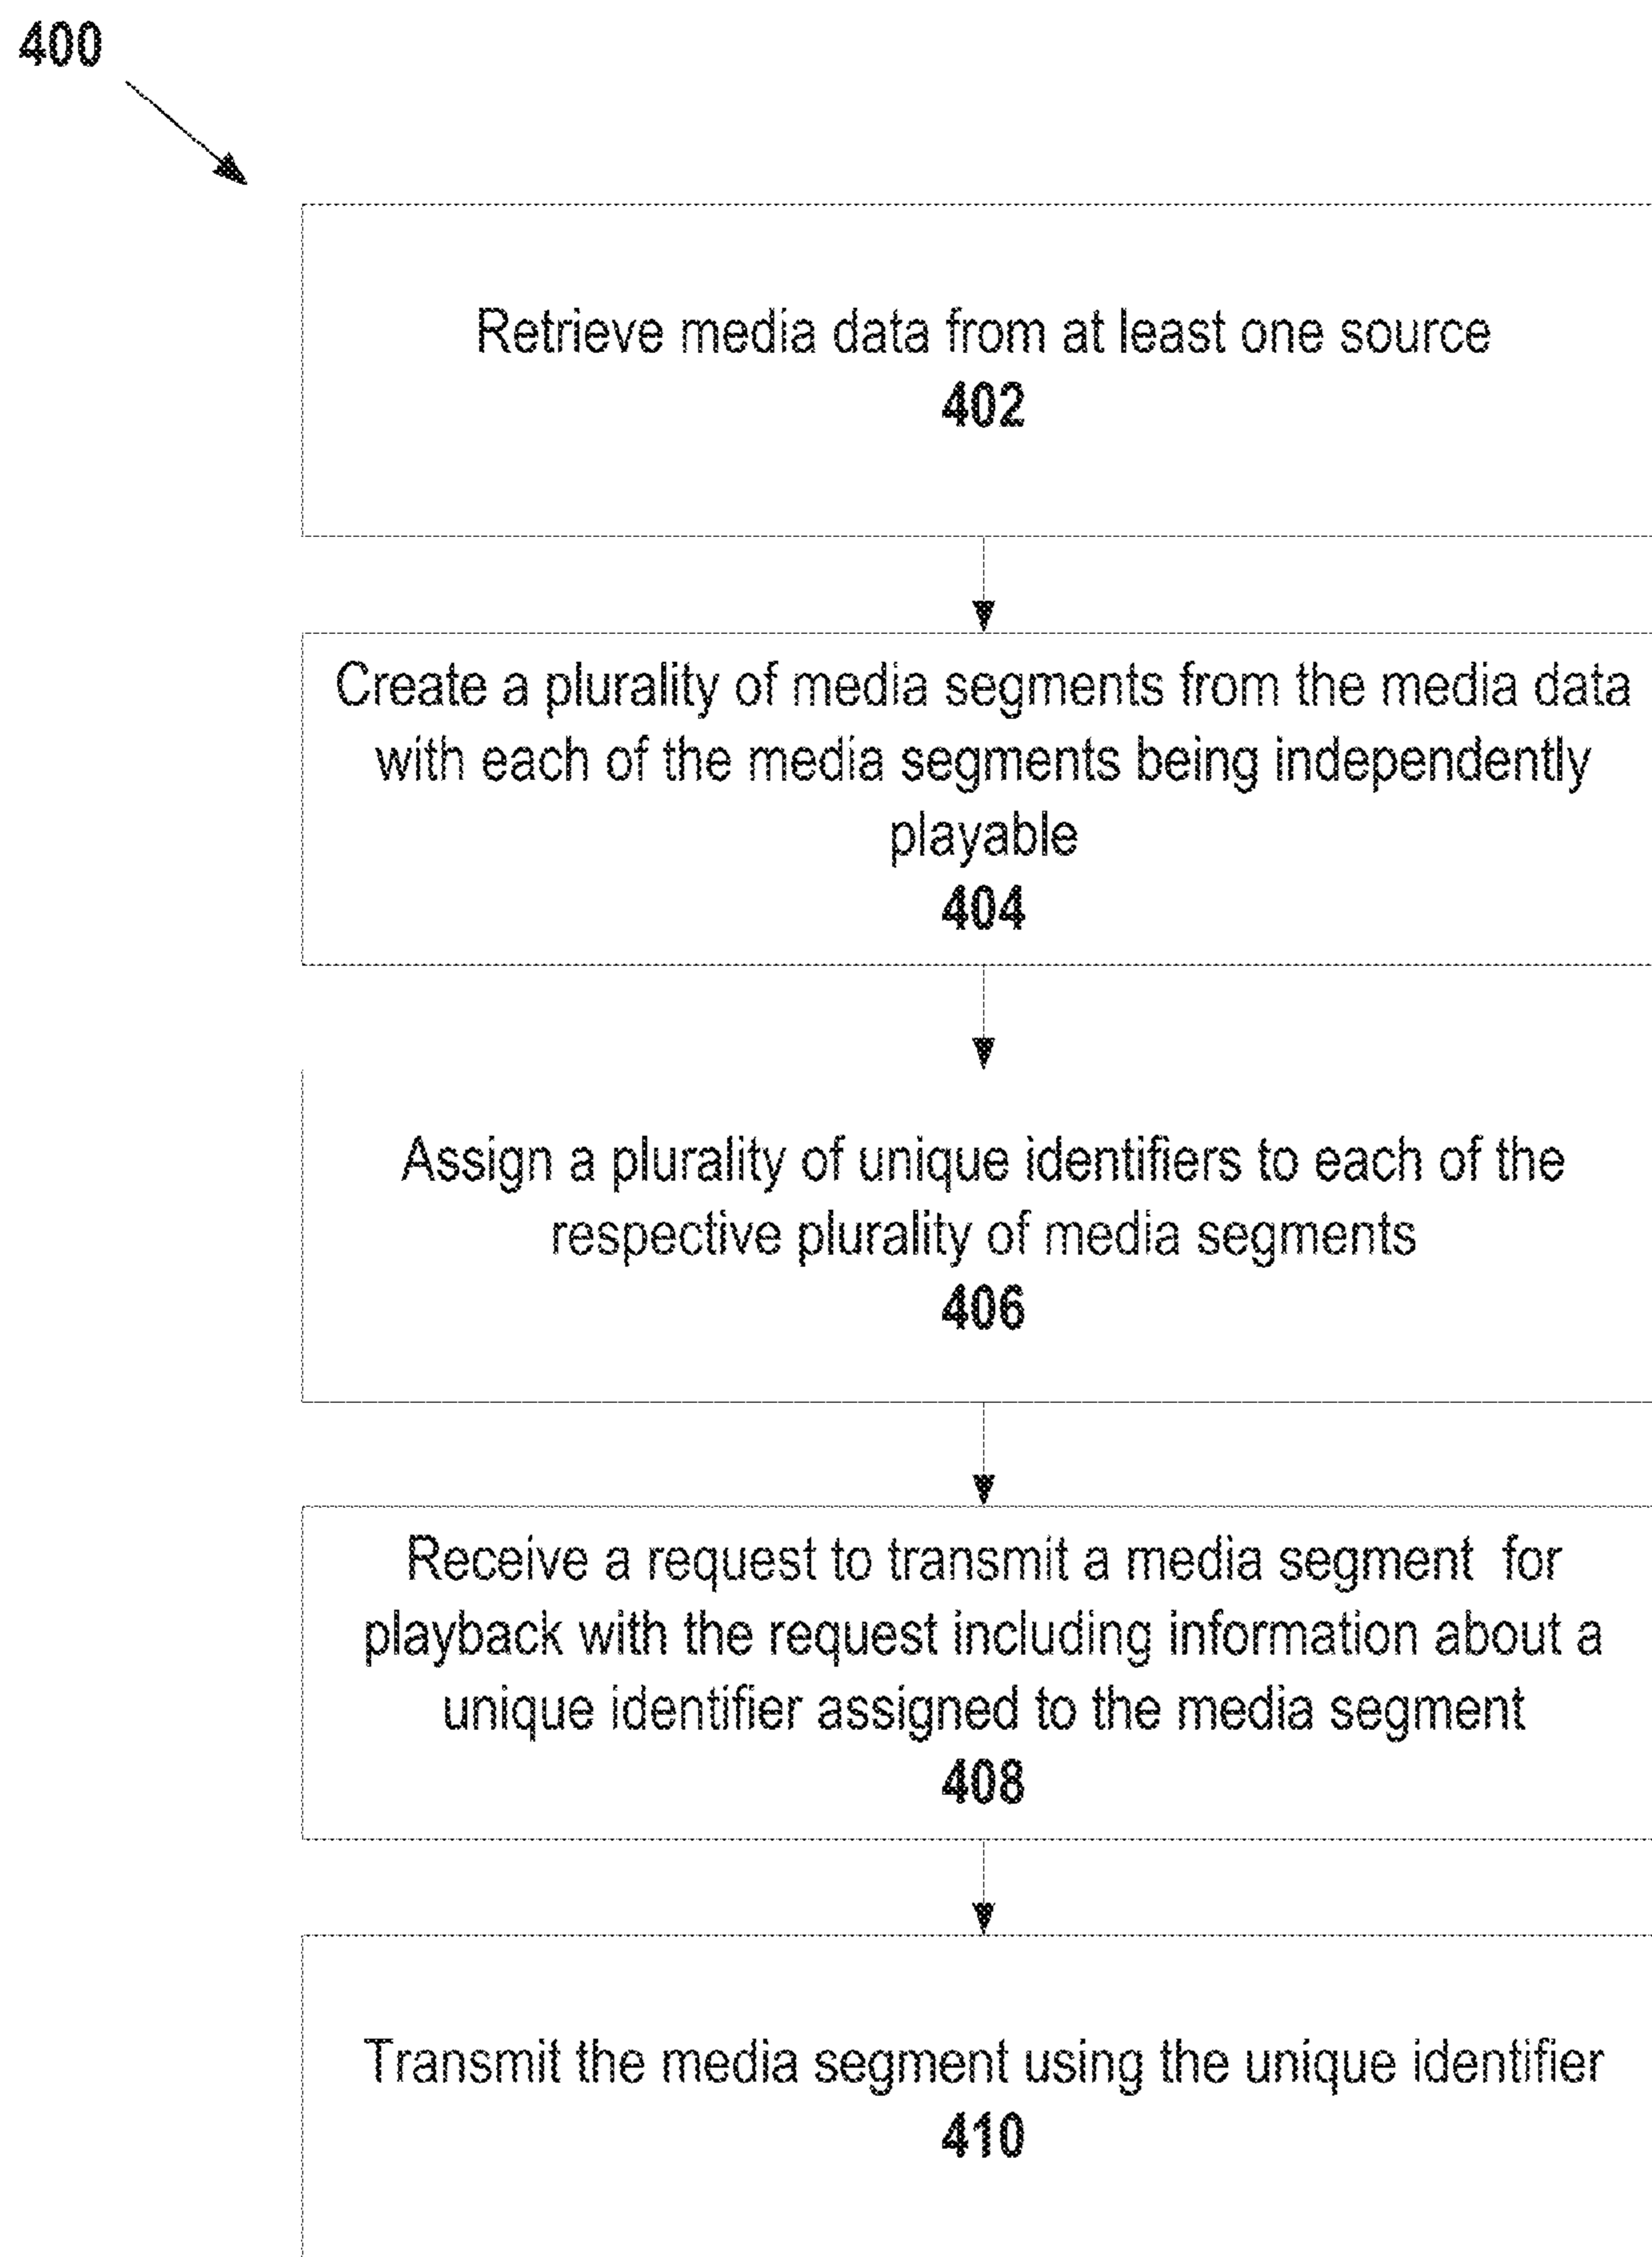 400
Retrieve media data from at least one source
402
Create a plurality of media segments from the media data
with each of the media segments being independently
playable
404
Assign a plurality of unique identifiers to each of the
respective plurality of media segments
406
Receive a request to transmit a media segment for
playback with the request including information about a
unique identifier assigned to the media segment
408
Transmit the media segment using the unique identifier
410